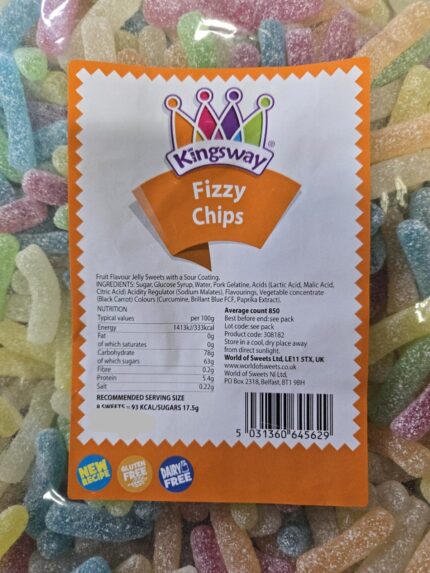 Kingsway®
Fizzy
Chips
Fruit Flavour Jelly Sweets with a Sour Coating.
INGREDIENTS: Sugar, Glucose Syrup, Water, Pork Gelatine, Acids (Lactic Acid, Malic Acid,
Citric Acid) Acidity Regulator (Sodium Malates), Flavourings, Vegetable concentrate
(Black Carrot) Colours (Curcumine, Brillant Blue FCF, Paprika Extract).
NUTRITION
Typical values per 100g
Energy 1413kJ/333kcal
Fat 0g
of which saturates 0g
Carbohydrate 78g
of which sugars 63g
Fibre 0.2g
Protein 5.4g
Salt 0.22g
RECOMMENDED SERVING SIZE
8 SWEETS = 93 KCAL/SUGARS 17.5g
Average count 850
Best before end: see pack
Lot code: see pack
Product code: 308182
Store in a cool, dry place away
from direct sunlight.
World of Sweets Ltd, LE11 5TX, UK
www.worldofsweets.co.uk
World of Sweets NI Ltd,
PO Box 2318, Belfast, BT1 9BH
5 031360 645629
NEW
RECIPE
GLUTEN
FREE
DAIRY
FREE